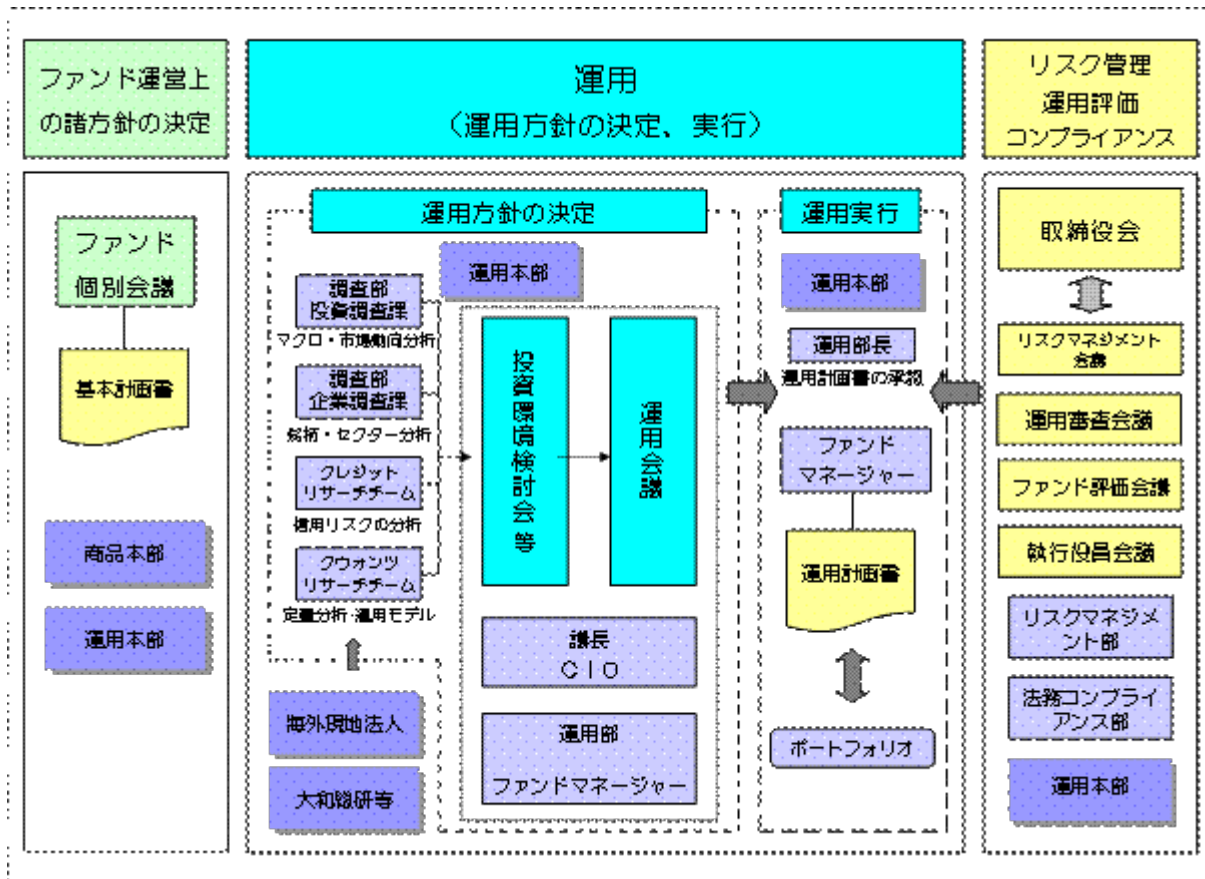 ファンド運営上
の諸方針の決定
運用
（運用方針の決定、実行）
リスク管理
運用評価
コンプライアンス
ファンド
個別会議
基本計画書
商品本部
運用本部
運用方針の決定
運用本部
調査部
投資調査課
マクロ・市場動向分析
調査部
企業調査課
銘柄・セクター分析
クレジット
リサーチチーム
信用リスクの分析
クウォンツ
リサーチチーム
定量分析・運用モデル
海外現地法人
大和総研等
投資環境検討会等
運用会議
議長
ＣＩＯ
運用部
ファンドマネージャー
運用実行
運用本部
運用部長
運用計画書の承認
ファンド
マネージャー
運用計画書
ポートフォリオ
取締役会
リスクマネジメント
会議
運用審査会議
ファンド評価会議
執行役員会議
リスクマネジメ
ント部
法務コンプライ
アンス部
運用本部